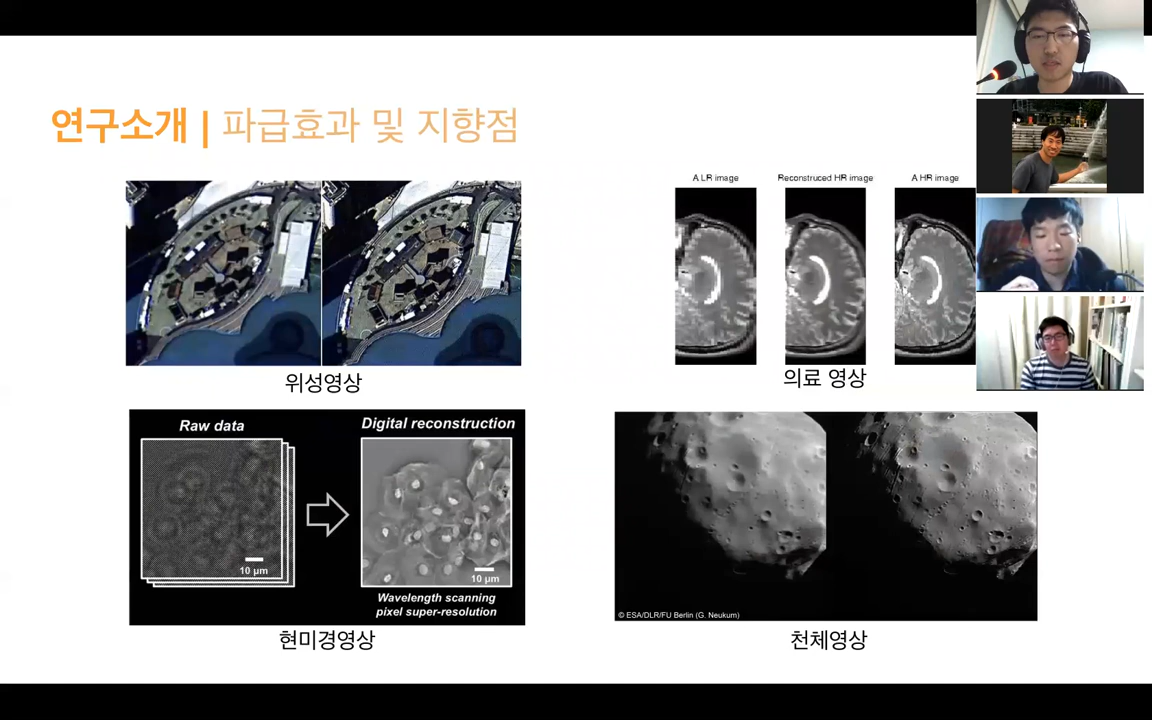 연구소개 | 파급효과 및 지향점
A LR image
Reconstruced HR image
A HR image
위성영상
의료 영상
Raw data
Digital reconstruction
10 μm
10 μm
Wavelength scanning
pixel super-resolution
© ESA/DLR/FU Berlin (G. Neukum)
현미경영상
천체영상